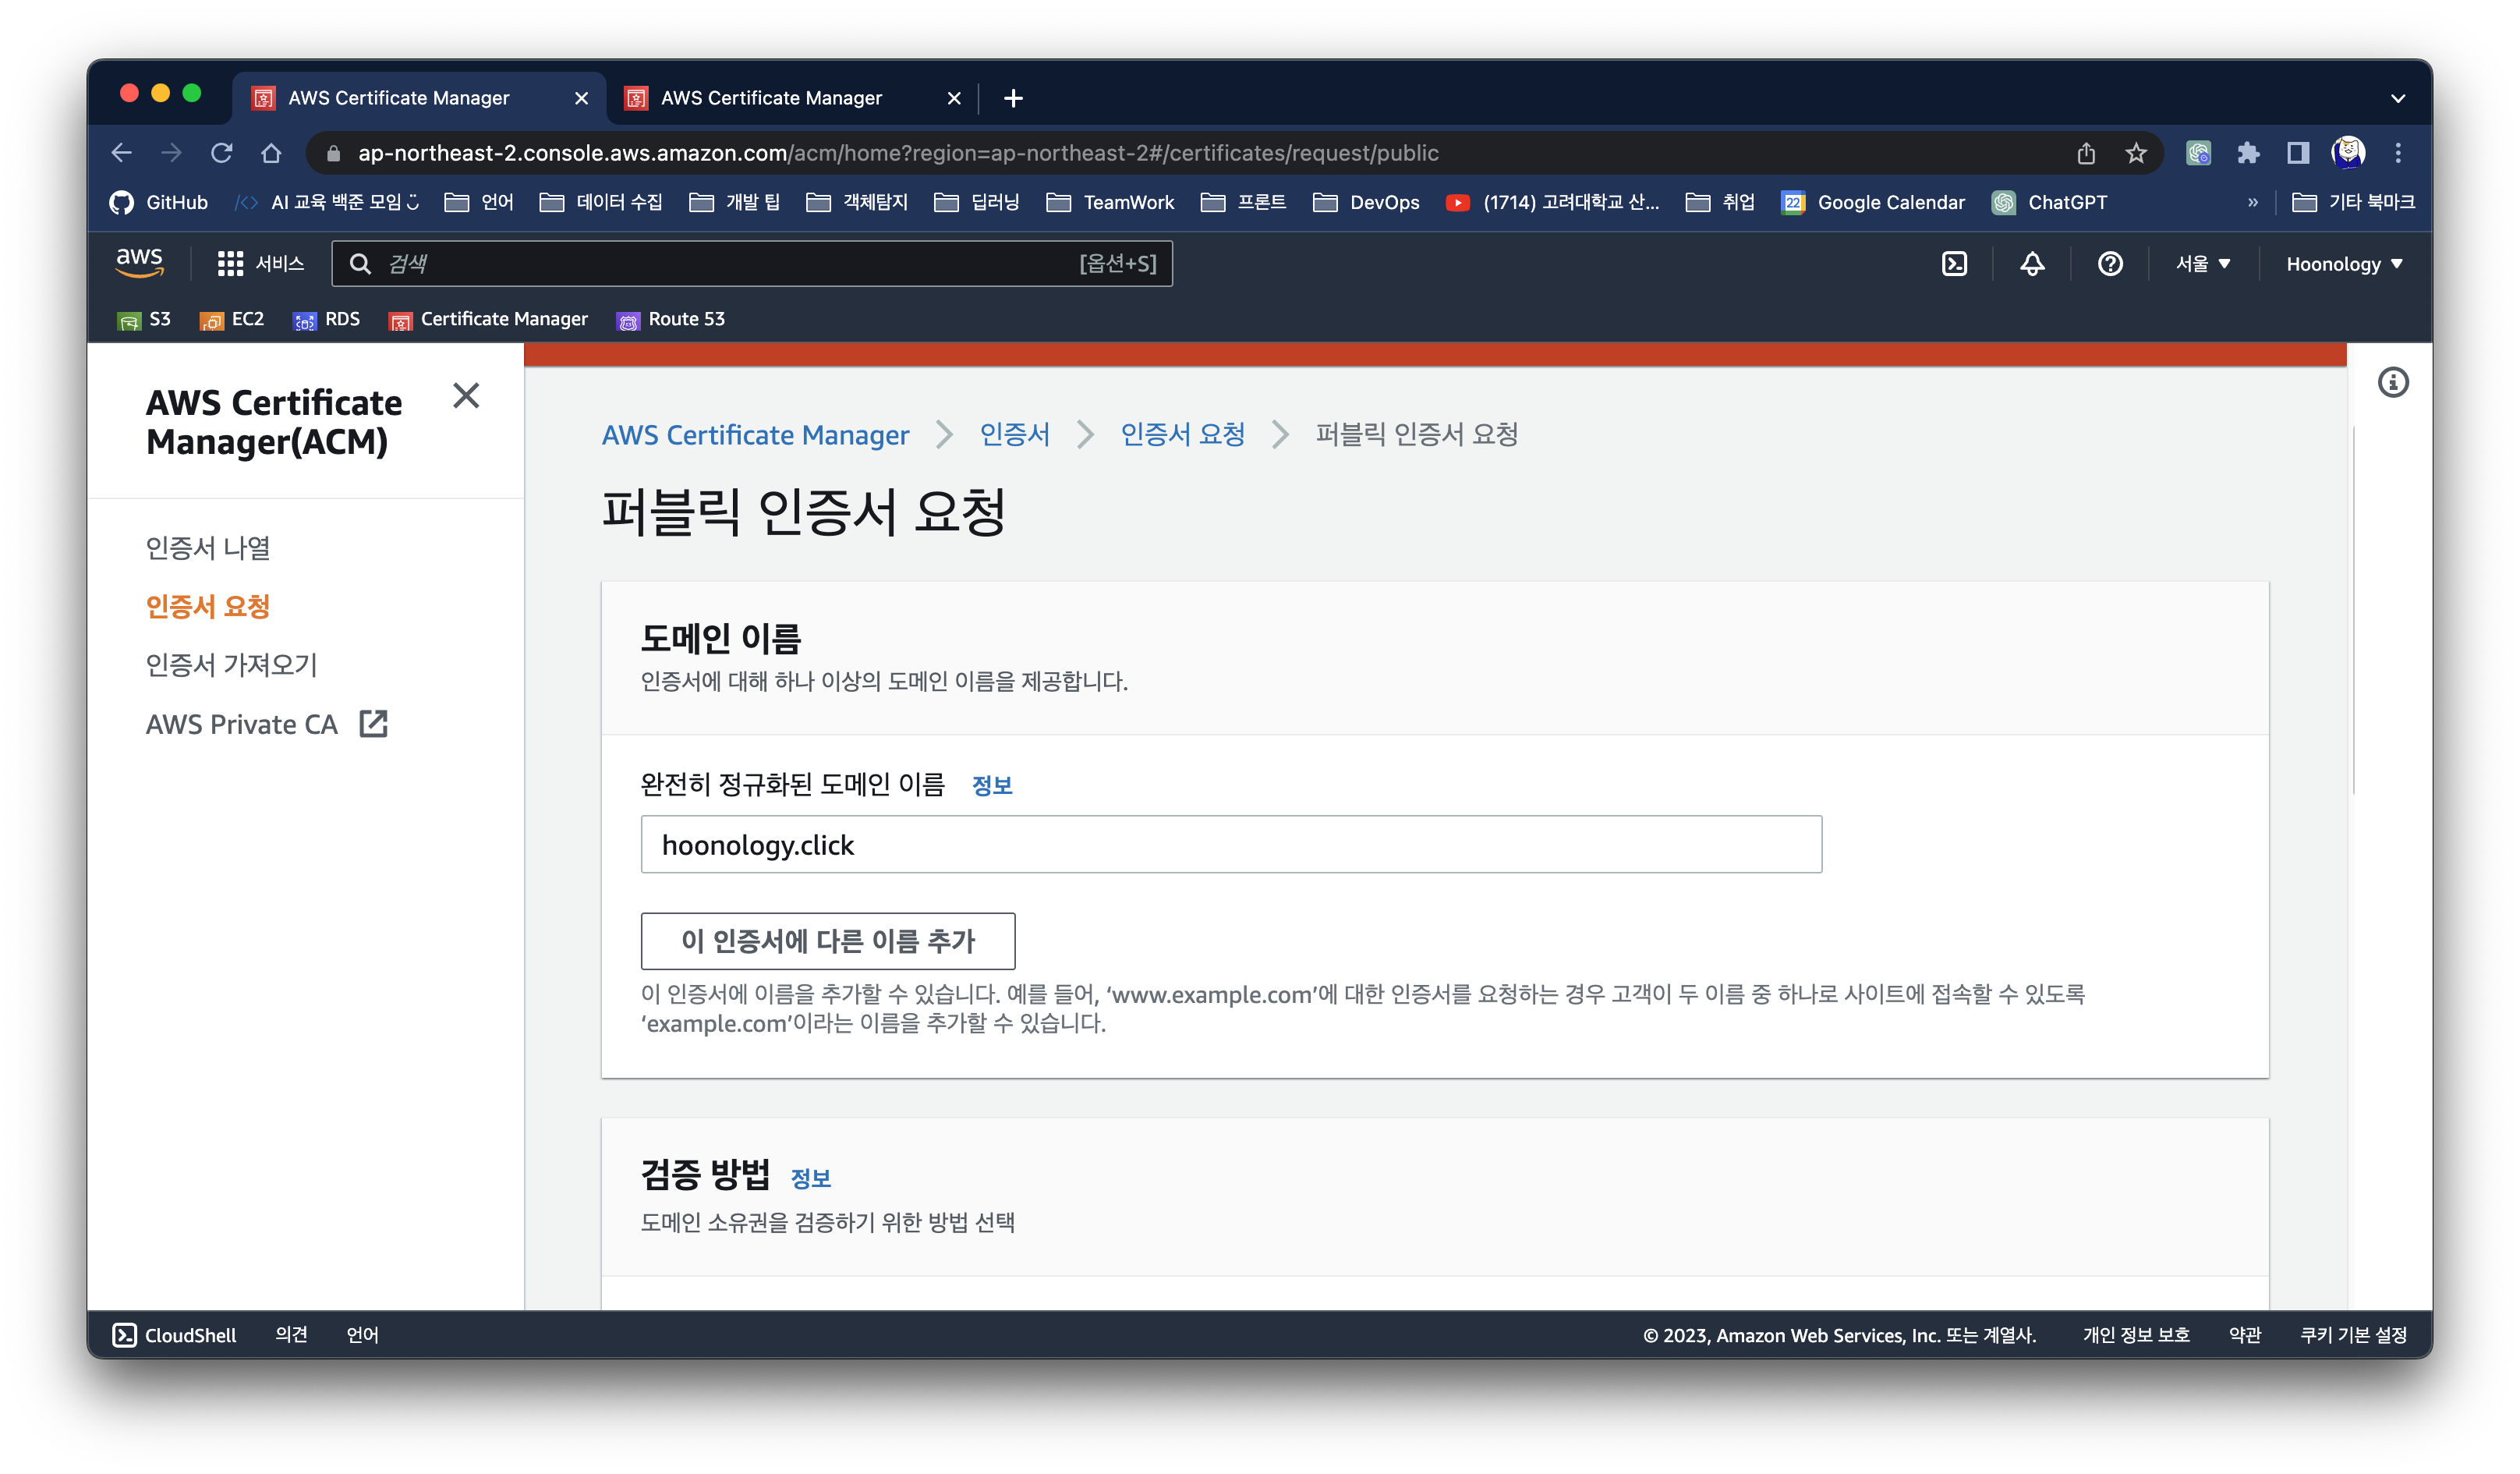 AWS Certificate Manager
AWS Certificate Manager
ap-northeast-2.console.aws.amazon.com/acm/home?region=ap-northeast-2#/certificates/request/public
GitHub AI 교육 백준 모임 언어 데이터 수집 개발 팁 객체탐지 딥러닝 TeamWork 프론트 DevOps (1714) 고려대학교 산... 취업 22 Google Calendar ChatGPT » 기타 북마크
aws 서비스 검색 [옵션+S] 서울 Hoonology
S3 EC2 RDS Certificate Manager Route 53
AWS Certificate
Manager(ACM)
인증서 나열
인증서 요청
인증서 가져오기
AWS Private CA
AWS Certificate Manager 인증서 인증서 요청 퍼블릭 인증서 요청
퍼블릭 인증서 요청
도메인 이름
인증서에 대해 하나 이상의 도메인 이름을 제공합니다.
완전히 정규화된 도메인 이름 정보
hoonology.click
이 인증서에 다른 이름 추가
이 인증서에 이름을 추가할 수 있습니다. 예를 들어, ‘www.example.com’에 대한 인증서를 요청하는 경우 고객이 두 이름 중 하나로 사이트에 접속할 수 있도록
‘example.com’이라는 이름을 추가할 수 있습니다.
검증 방법 정보
도메인 소유권을 검증하기 위한 방법 선택
CloudShell 의견 언어 © 2023, Amazon Web Services, Inc. 또는 계열사. 개인 정보 보호 약관 쿠키 기본 설정